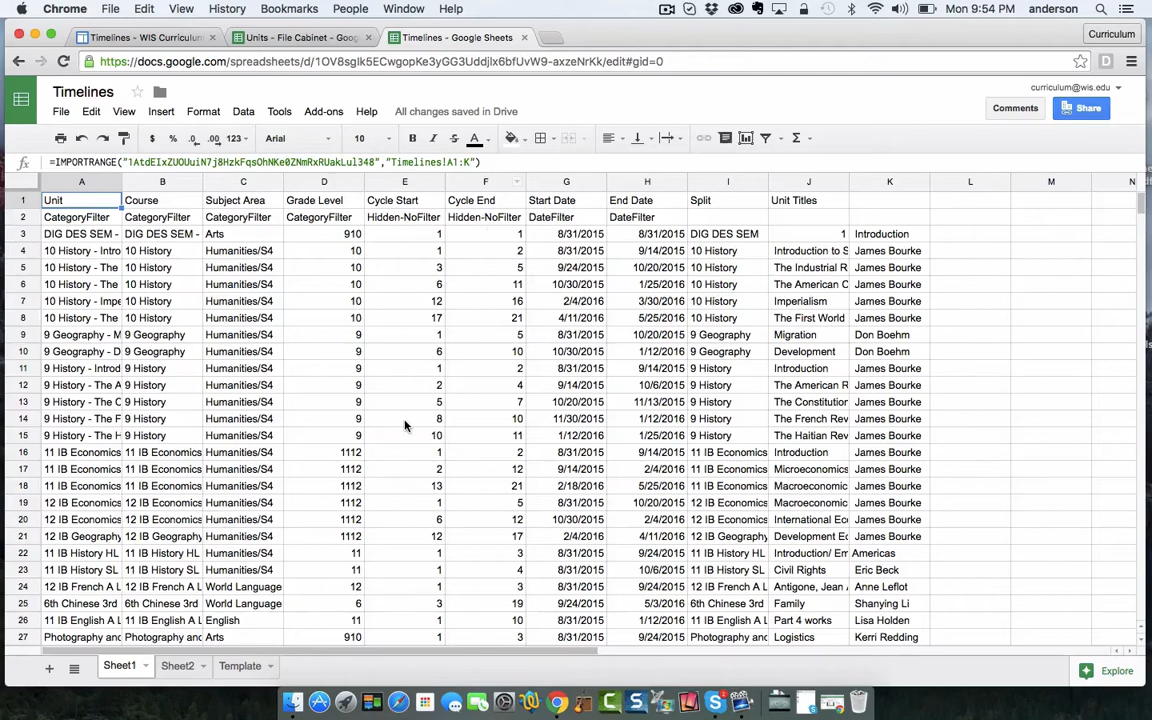 Chrome File Edit View History Bookmarks People Window Help Mon 9:54 PM anderson
Timelines - WIS Curriculum Units - File Cabinet - Goo Timelines - Google Sheets Curriculum
https://docs.google.com/spreadsheets/d/1OV8sglk5ECwgopKe3yGG3Uddjlx6bfUvW9-axzeNrKk/edit#gid=0
Timelines curriculum@wis.edu
File Edit View Insert Format Data Tools Add-ons Help All changes saved in Drive Comments Share
$ % .0 .00 123 Arial 10 B I S A
fx =IMPORTRANGE("1AtdEIxZUOUuiN7j8HzkFqsOhNKe0ZNmRxRUakLul348","Timelines!A1:K")
A B C D E F G H I J K L M N
1 Unit Course Subject Area Grade Level Cycle Start Cycle End Start Date End Date Split Unit Titles
2 CategoryFilter CategoryFilter CategoryFilter CategoryFilter Hidden-NoFilter Hidden-NoFilter DateFilter DateFilter
3 DIG DES SEM - DIG DES SEM - Arts 910 1 1 8/31/2015 8/31/2015 DIG DES SEM 1 Introduction
4 10 History - Intro 10 History Humanities/S4 10 1 2 8/31/2015 9/14/2015 10 History Introduction to S James Bourke
5 10 History - The 10 History Humanities/S4 10 3 5 9/24/2015 10/20/2015 10 History The Industrial R James Bourke
6 10 History - The 10 History Humanities/S4 10 6 11 10/30/2015 1/25/2016 10 History The American C James Bourke
7 10 History - Impe 10 History Humanities/S4 10 12 16 2/4/2016 3/30/2016 10 History Imperialism James Bourke
8 10 History - The 10 History Humanities/S4 10 17 21 4/11/2016 5/25/2016 10 History The First World James Bourke
9 9 Geography - M 9 Geography Humanities/S4 9 1 5 8/31/2015 10/20/2015 9 Geography Migration Don Boehm
10 9 Geography - D 9 Geography Humanities/S4 9 6 10 10/30/2015 1/12/2016 9 Geography Development Don Boehm
11 9 History - Introd 9 History Humanities/S4 9 1 2 8/31/2015 9/14/2015 9 History Introduction James Bourke
12 9 History - The A 9 History Humanities/S4 9 2 4 9/14/2015 10/6/2015 9 History The American R James Bourke
13 9 History - The C 9 History Humanities/S4 9 5 7 10/20/2015 11/13/2015 9 History The Constitution James Bourke
14 9 History - The F 9 History Humanities/S4 9 8 10 11/30/2015 1/12/2016 9 History The French Rev James Bourke
15 9 History - The H 9 History Humanities/S4 9 10 11 1/12/2016 1/25/2016 9 History The Haitian Rev James Bourke
16 11 IB Economics 11 IB Economics Humanities/S4 1112 1 2 8/31/2015 9/14/2015 11 IB Economics Introduction James Bourke
17 11 IB Economics 11 IB Economics Humanities/S4 1112 2 12 9/14/2015 2/4/2016 11 IB Economics Microeconomics James Bourke
18 11 IB Economics 11 IB Economics Humanities/S4 1112 13 21 2/18/2016 5/25/2016 11 IB Economics Macroeconomic James Bourke
19 12 IB Economics 12 IB Economics Humanities/S4 1112 1 5 8/31/2015 10/20/2015 12 IB Economics Macroeconomic James Bourke
20 12 IB Economics 12 IB Economics Humanities/S4 1112 6 12 10/30/2015 2/4/2016 12 IB Economics International Ec James Bourke
21 12 IB Geography 12 IB Economics Humanities/S4 1112 12 17 2/4/2016 4/11/2016 12 IB Geography Development Ec James Bourke
22 11 IB History HL 11 IB History HL Humanities/S4 11 1 3 8/31/2015 9/24/2015 11 IB History HL Introduction/ Em Americas
23 11 IB History SL 11 IB History SL Humanities/S4 11 1 4 8/31/2015 10/6/2015 11 IB History SL Civil Rights Eric Beck
24 12 IB French A L 12 IB French A L World Language 12 1 3 8/31/2015 9/24/2015 12 IB French A L Antigone, Jean Anne Leflot
25 6th Chinese 3rd 6th Chinese 3rd World Language 6 3 19 9/24/2015 5/3/2016 6th Chinese 3rd Family Shanying Li
26 11 IB English A L 11 IB English A L English 11 1 10 8/31/2015 1/12/2016 11 IB English A L Part 4 works Lisa Holden
27 Photography and Photography and Arts 910 1 3 8/31/2015 9/24/2015 Photography and Logistics Kerri Redding
Sheet1 Sheet2 Template Explore